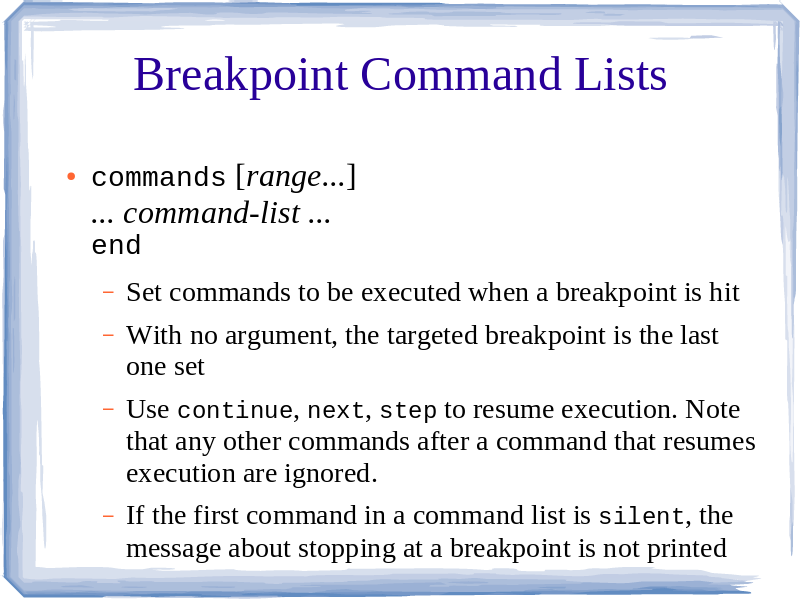 Breakpoint Command Lists
• commands [range...]
... command-list ...
end
– Set commands to be executed when a breakpoint is hit
– With no argument, the targeted breakpoint is the last
one set
– Use continue, next, step to resume execution. Note
that any other commands after a command that resumes
execution are ignored.
– If the first command in a command list is silent, the
message about stopping at a breakpoint is not printed